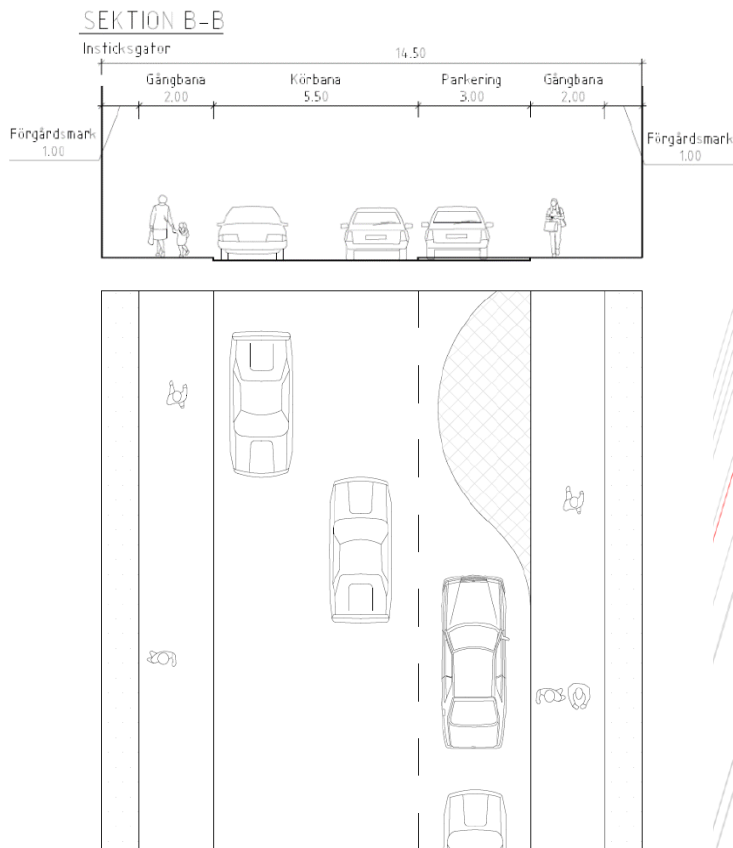 SEKTION B-B
Insticksgator
14.50
Gångbana Körbana Parkering Gångbana
2.00 5.50 3.00 2.00
Förgårdsmark Förgårdsmark
1.00 1.00